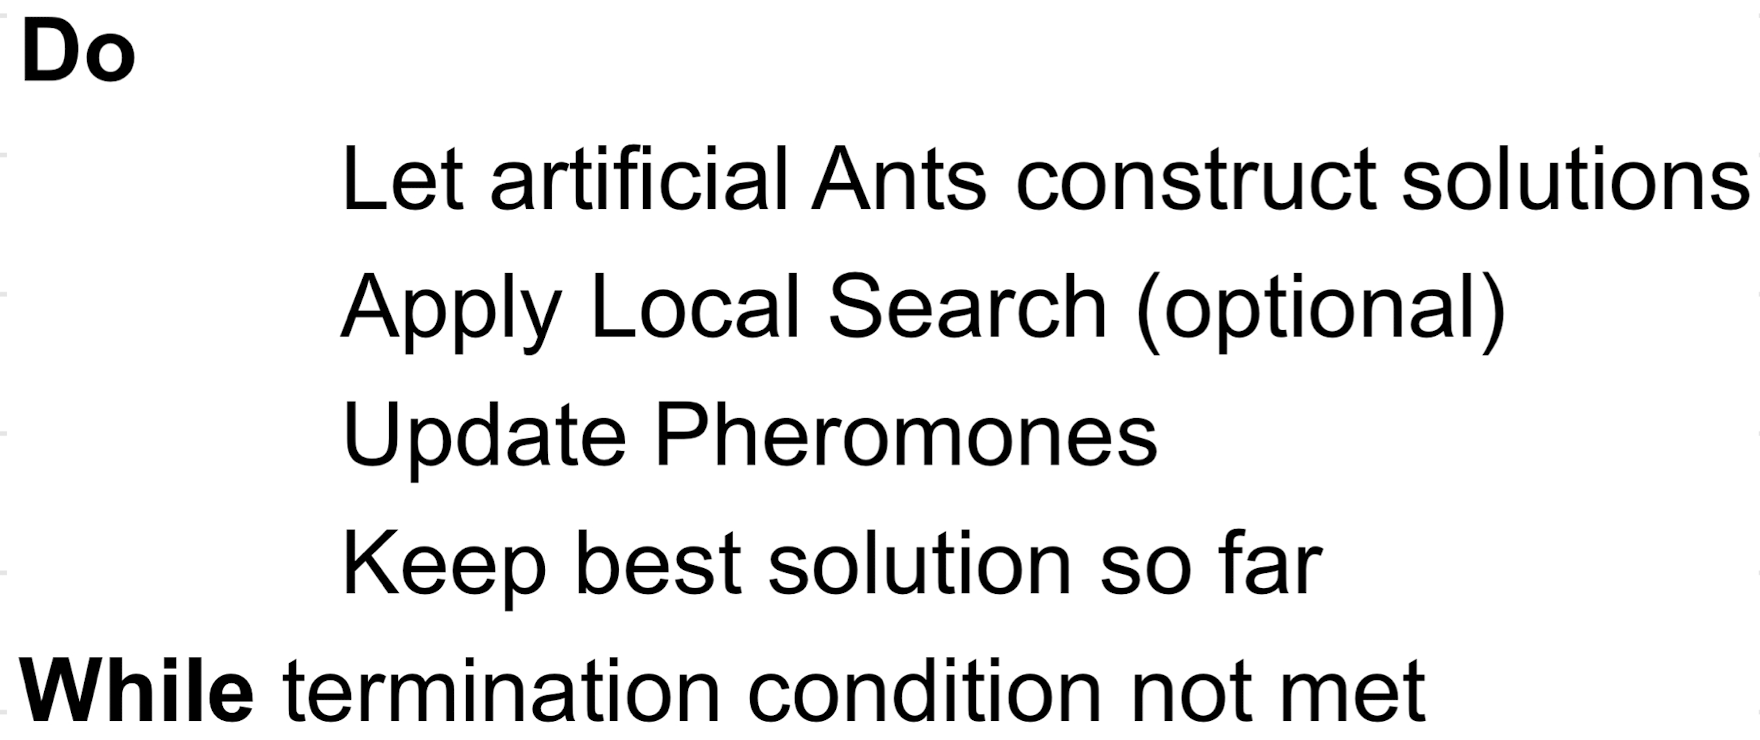 Do
Let artificial Ants construct solutions
Apply Local Search (optional)
Update Pheromones
Keep best solution so far
While termination condition not met